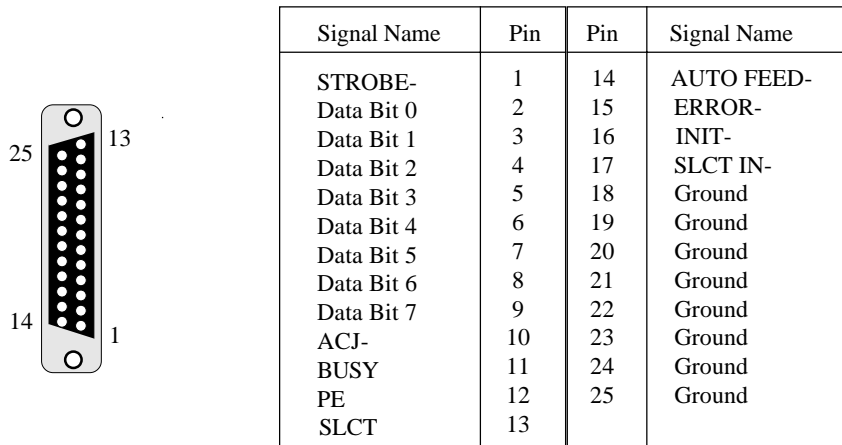 25
13
14
1
Signal Name Pin Pin Signal Name
STROBE- 1 14 AUTO FEED-
Data Bit 0 2 15 ERROR-
Data Bit 1 3 16 INIT-
Data Bit 2 4 17 SLCT IN-
Data Bit 3 5 18 Ground
Data Bit 4 6 19 Ground
Data Bit 5 7 20 Ground
Data Bit 6 8 21 Ground
Data Bit 7 9 22 Ground
ACJ- 10 23 Ground
BUSY 11 24 Ground
PE 12 25 Ground
SLCT 13